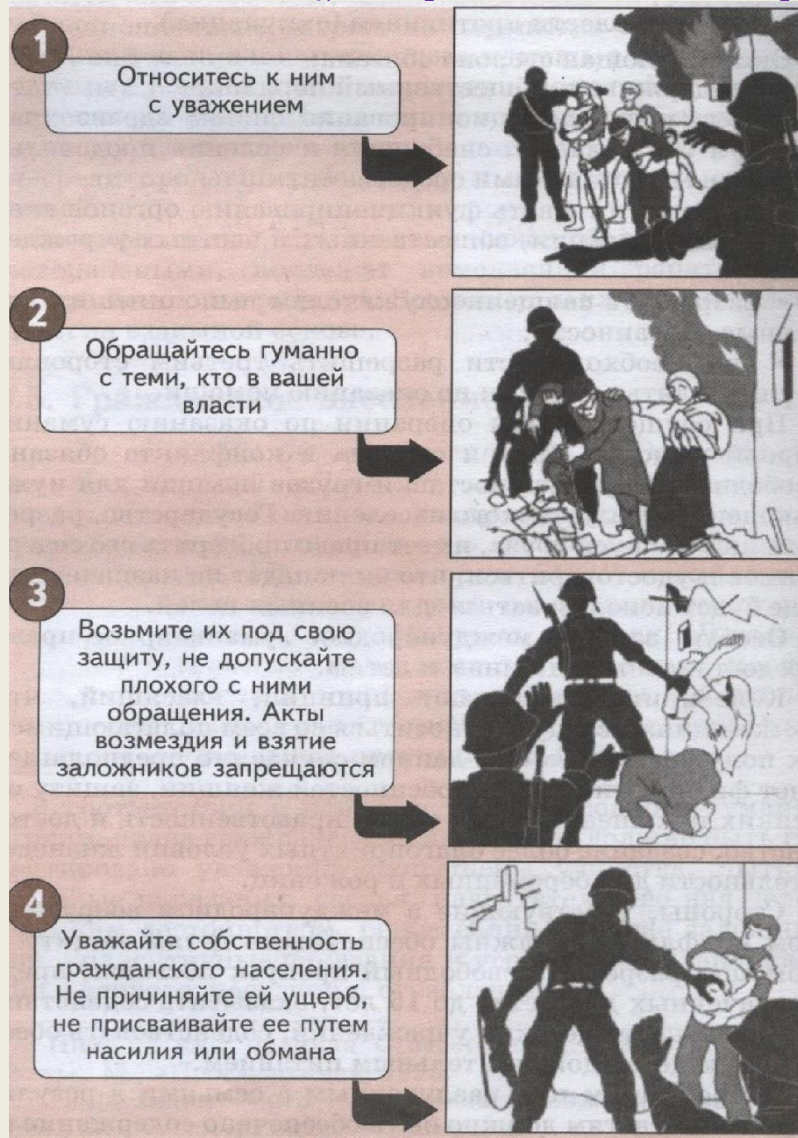 1
Относитесь к ним
с уважением
2
Обращайтесь гуманно
с теми, кто в вашей
власти
3
Возьмите их под свою
защиту, не допускайте
плохого с ними
обращения. Акты
возмездия и взятие
заложников запрещаются
4
Уважайте собственность
гражданского населения.
Не причиняйте ей ущерб,
не присваивайте ее путем
насилия или обмана